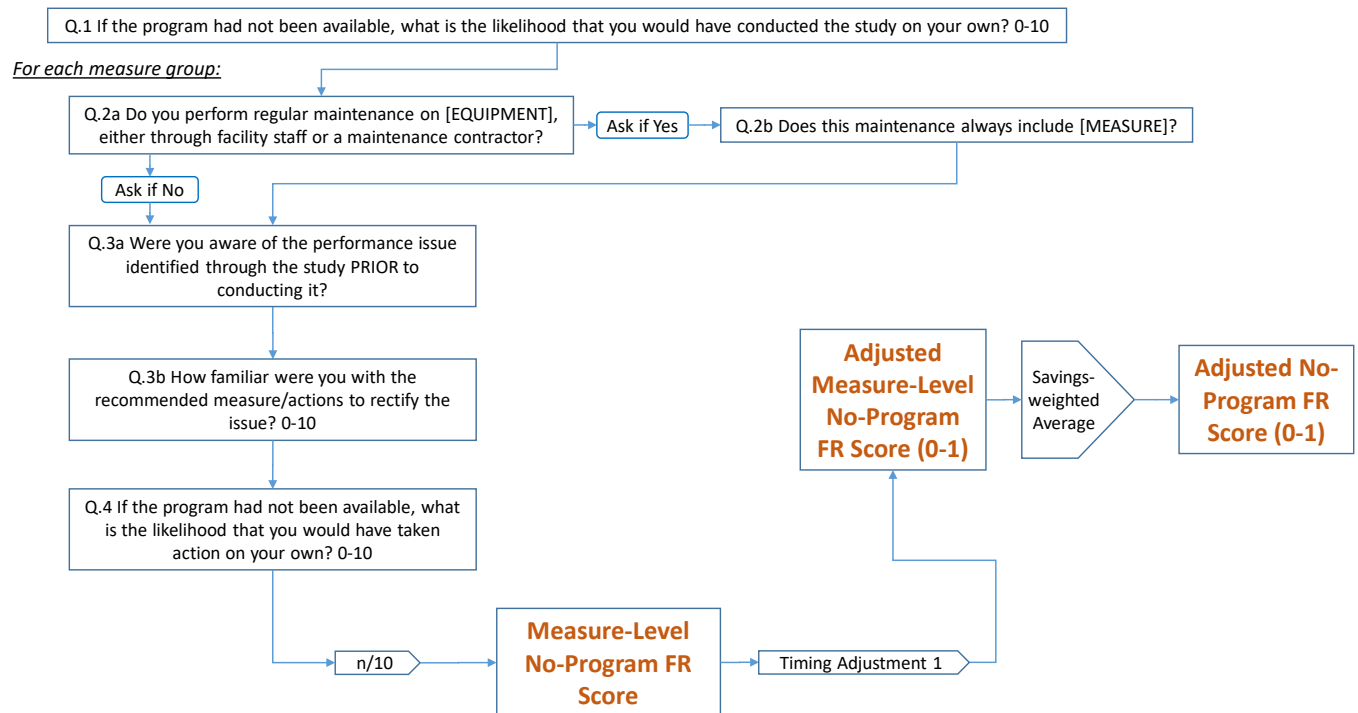 Q.1 If the program had not been available, what is the likelihood that you would have conducted the study on your own? 0-10
For each measure group:
Q.2a Do you perform regular maintenance on [EQUIPMENT],
either through facility staff or a maintenance contractor?
Ask if Yes
Q.2b Does this maintenance always include [MEASURE]?
Ask if No
Q.3a Were you aware of the performance issue
identified through the study PRIOR to
conducting it?
Q.3b How familiar were you with the
recommended measure/actions to rectify the
issue? 0-10
Q.4 If the program had not been available, what
is the likelihood that you would have taken
action on your own? 0-10
n/10
Measure-Level
No-Program FR
Score
Timing Adjustment 1
Adjusted
Measure-Level
No-Program
FR Score (0-1)
Savings-
weighted
Average
Adjusted No-
Program FR
Score (0-1)